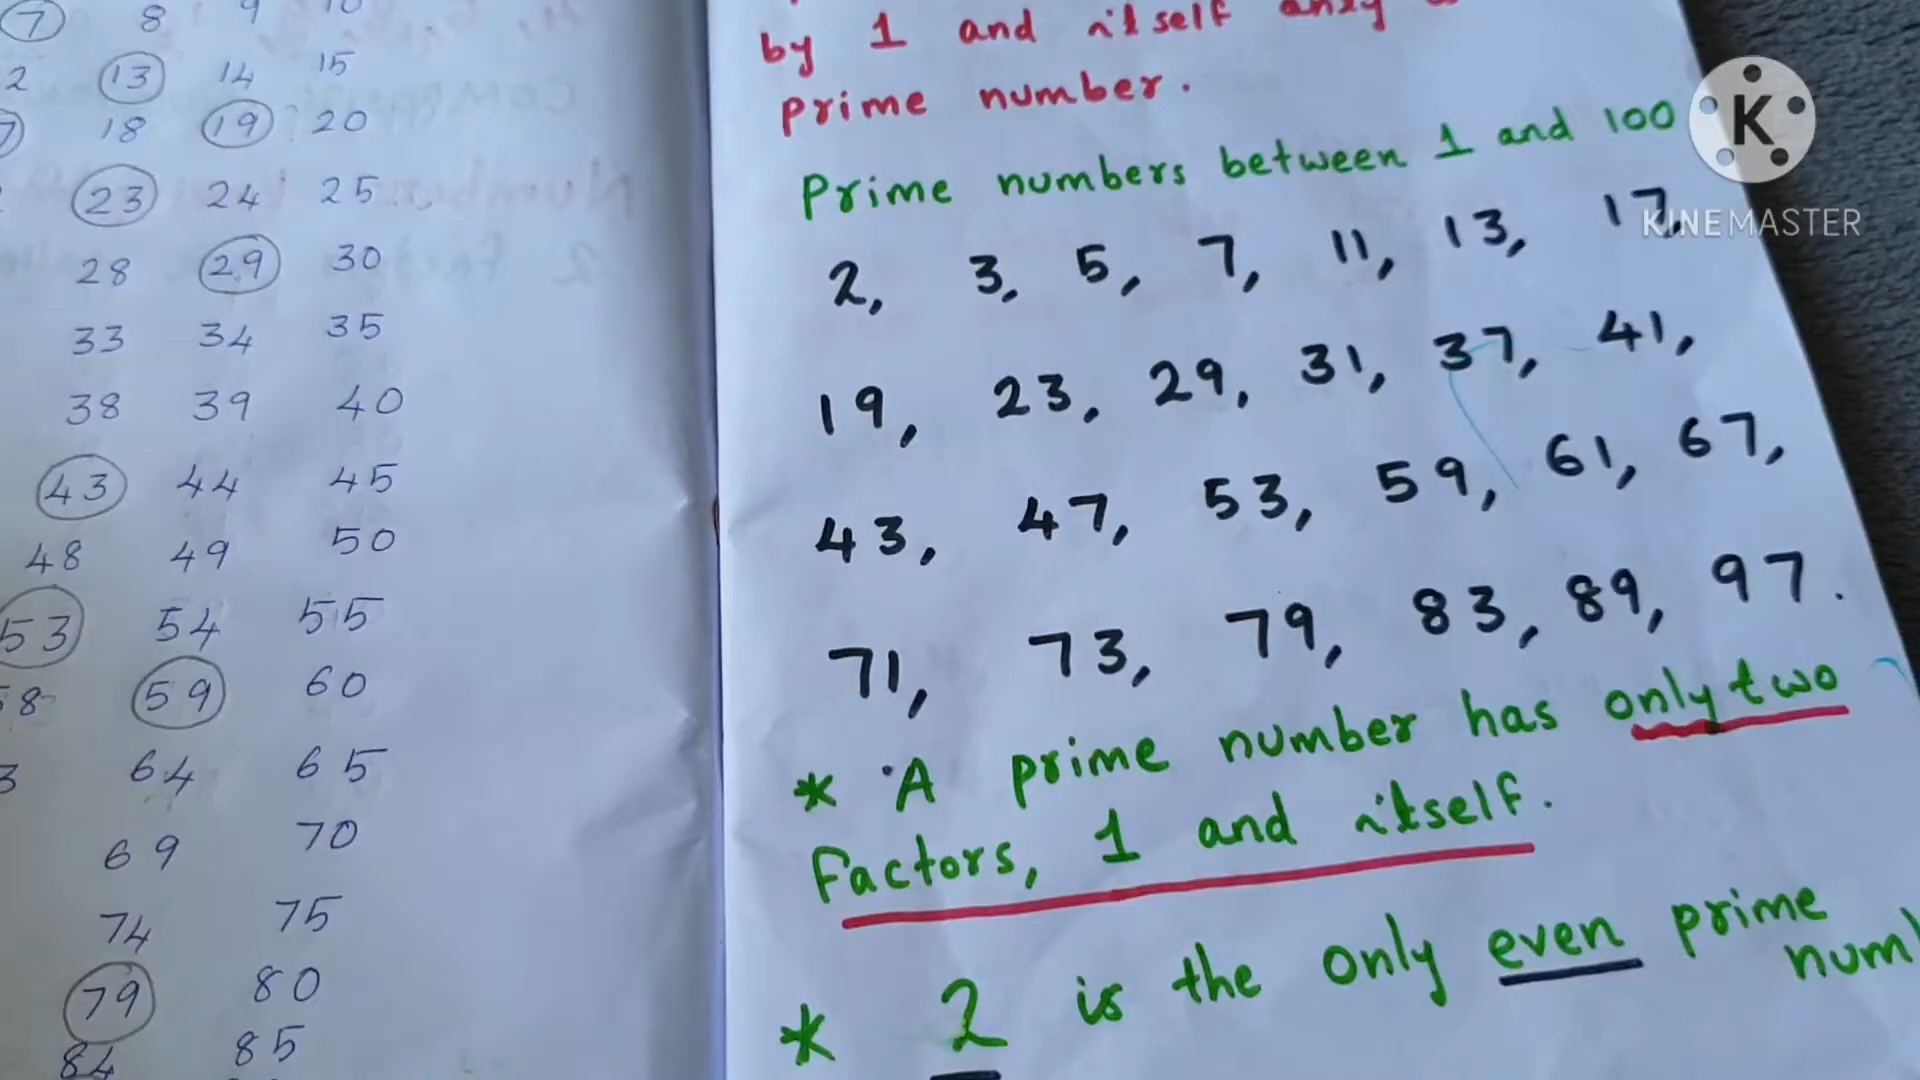 7 8 9 10
2 13 14 15
7 18 19 20
23 24 25
28 29 30
33 34 35
38 39 40
43 44 45
48 49 50
53 54 55
58 59 60
3 64 65
69 70
74 75
79 80
84 85
by 1 and itself
prime number.
Prime numbers between 1 and 100
2, 3, 5, 7, 11, 13, 17,
19, 23, 29, 31, 37, 41,
43, 47, 53, 59, 61, 67,
71, 73, 79, 83, 89, 97.
* A prime number has only two
factors, 1 and itself.
* 2 is the only even prime
num
K
KINEMASTER